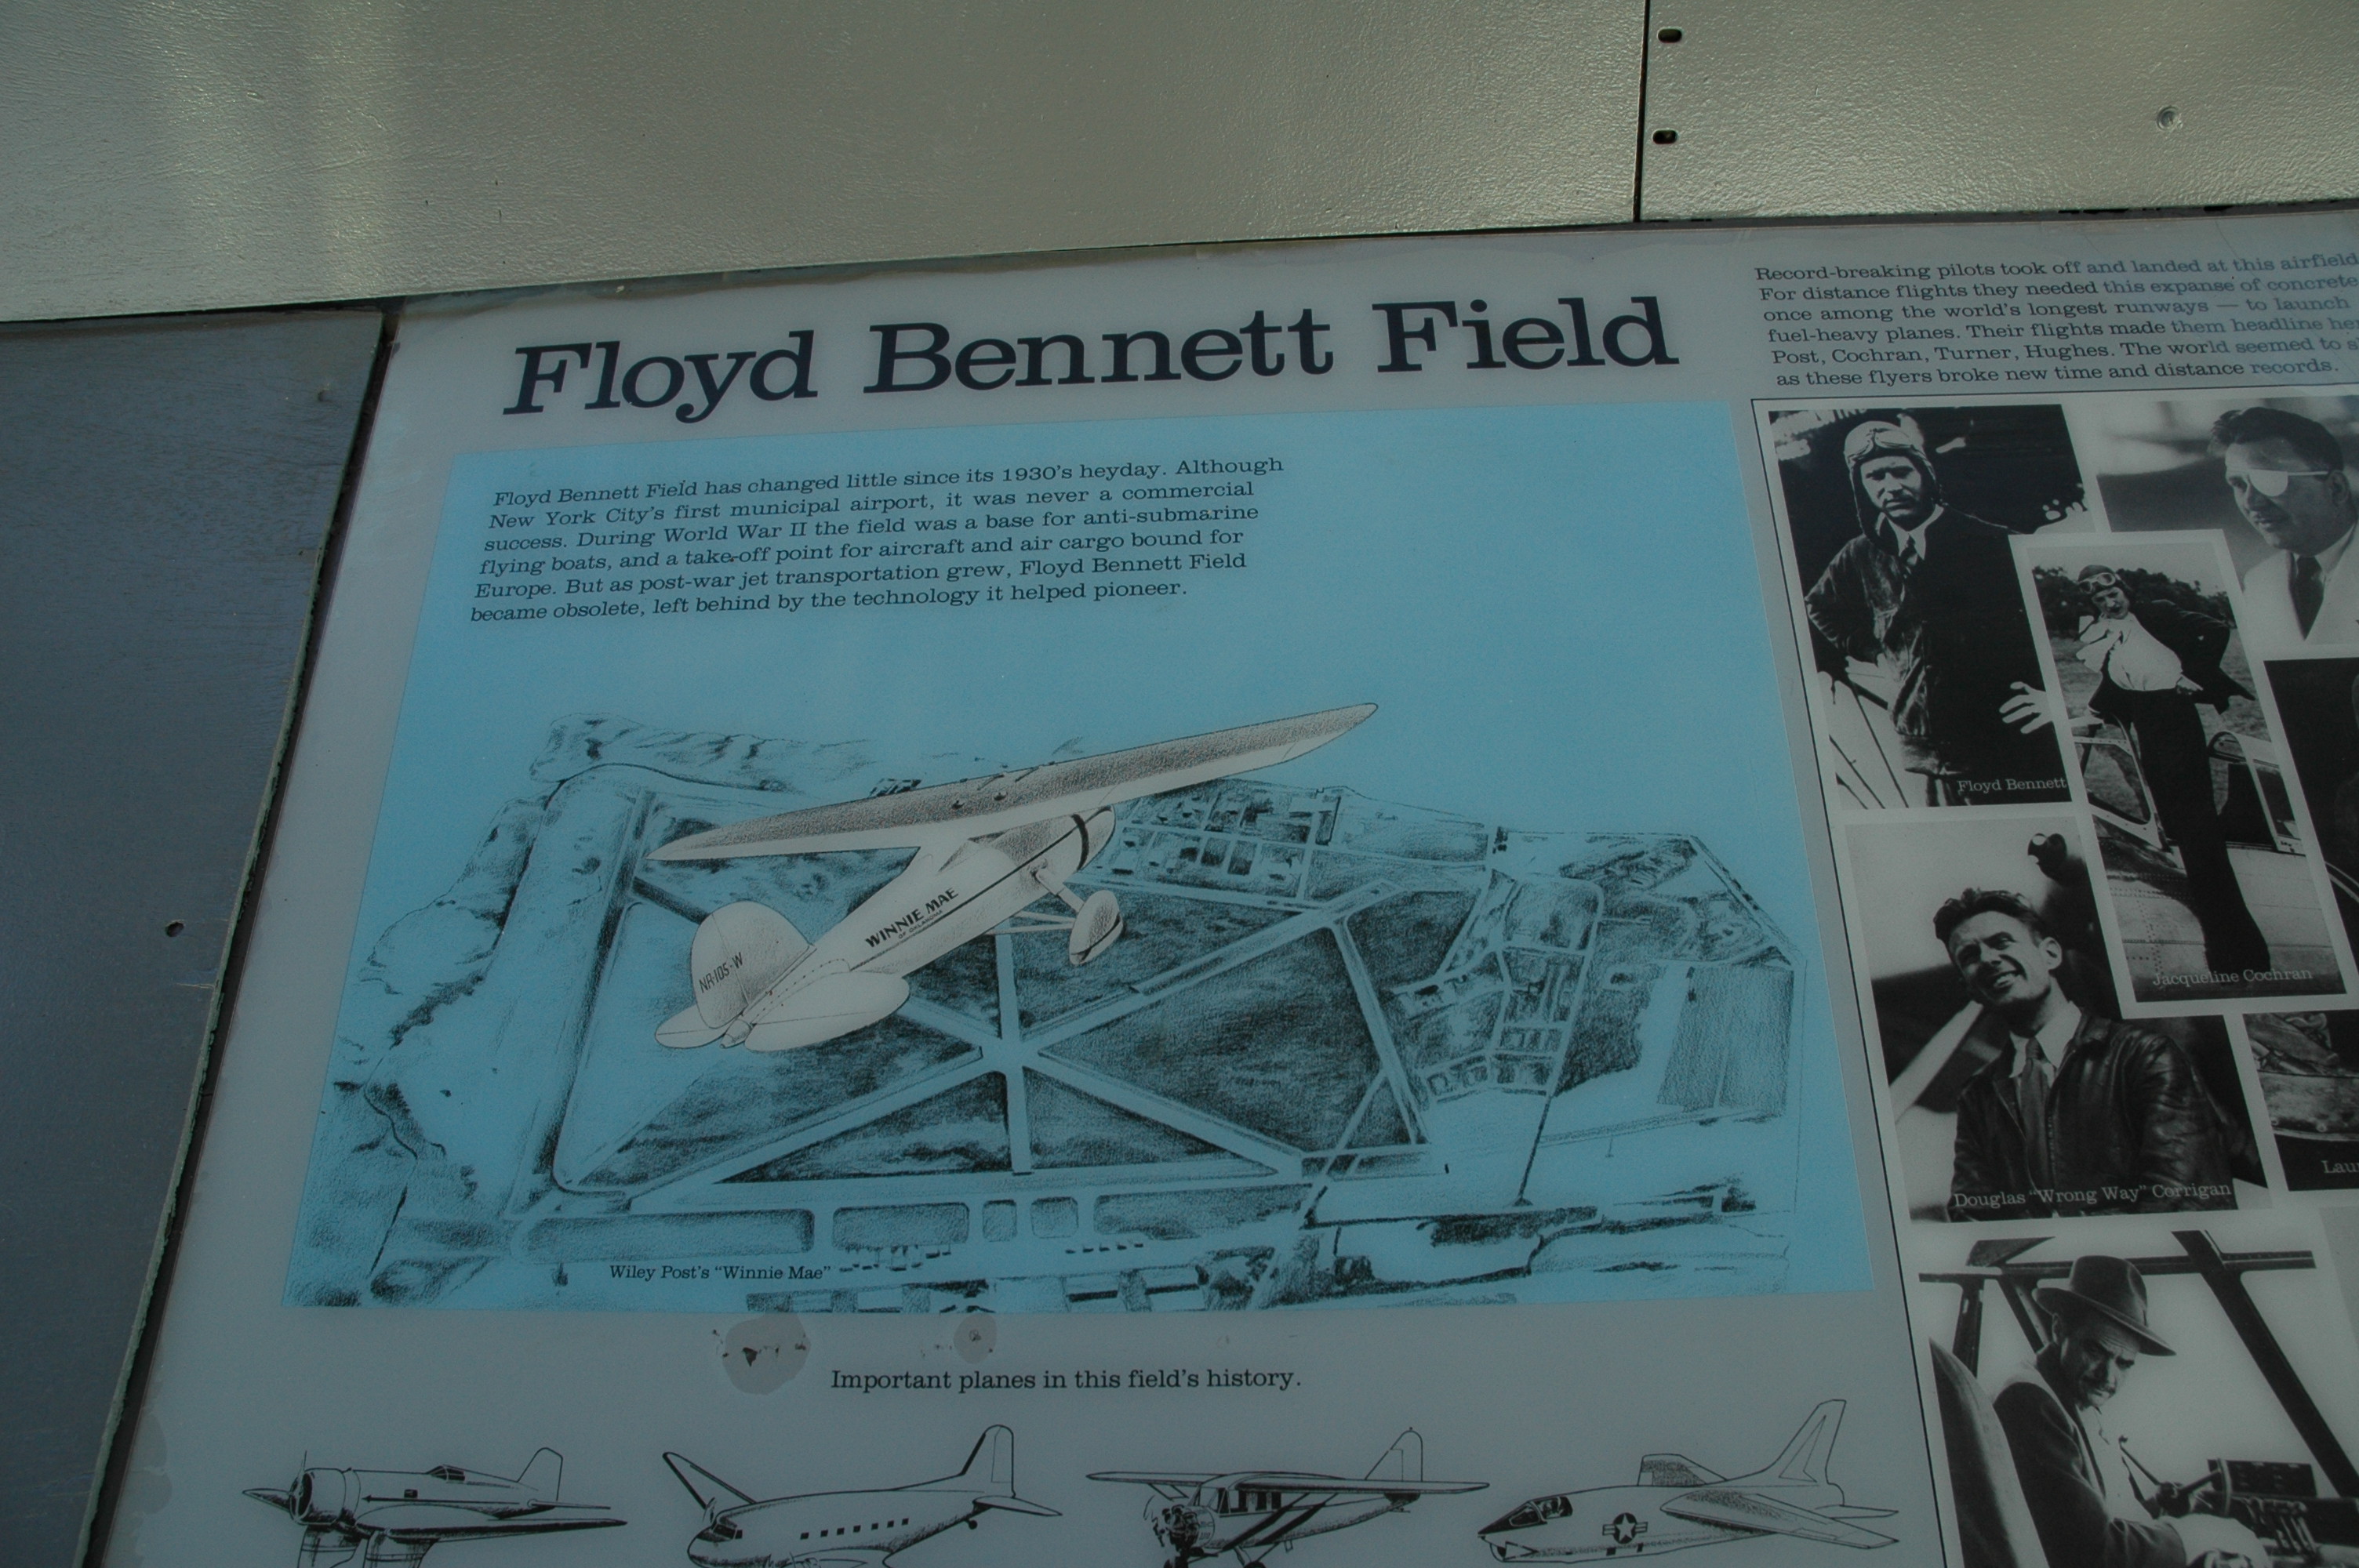 Floyd Bennett Field
Floyd Bennett Field has changed little since its 1930's heyday. Although
New York City's first municipal airport, it was never a commercial
success. During World War II the field was a base for anti-submarine
flying boats, and a take-off point for aircraft and air cargo bound for
Europe. But as post-war jet transportation grew, Floyd Bennett Field
became obsolete, left behind by the technology it helped pioneer.
WINNIE MAE
OF OKLAHOMA
NR-105-W
Wiley Post's "Winnie Mae"
Important planes in this field's history.
Record-breaking pilots took off and landed at this airfield
For distance flights they needed this expanse of concrete
once among the world's longest runways — to launch
fuel-heavy planes. Their flights made them headline
Post, Cochran, Turner, Hughes. The world seemed to
as these flyers broke new time and distance records.
Floyd Bennett
Jacqueline Cochran
Douglas "Wrong Way" Corrigan